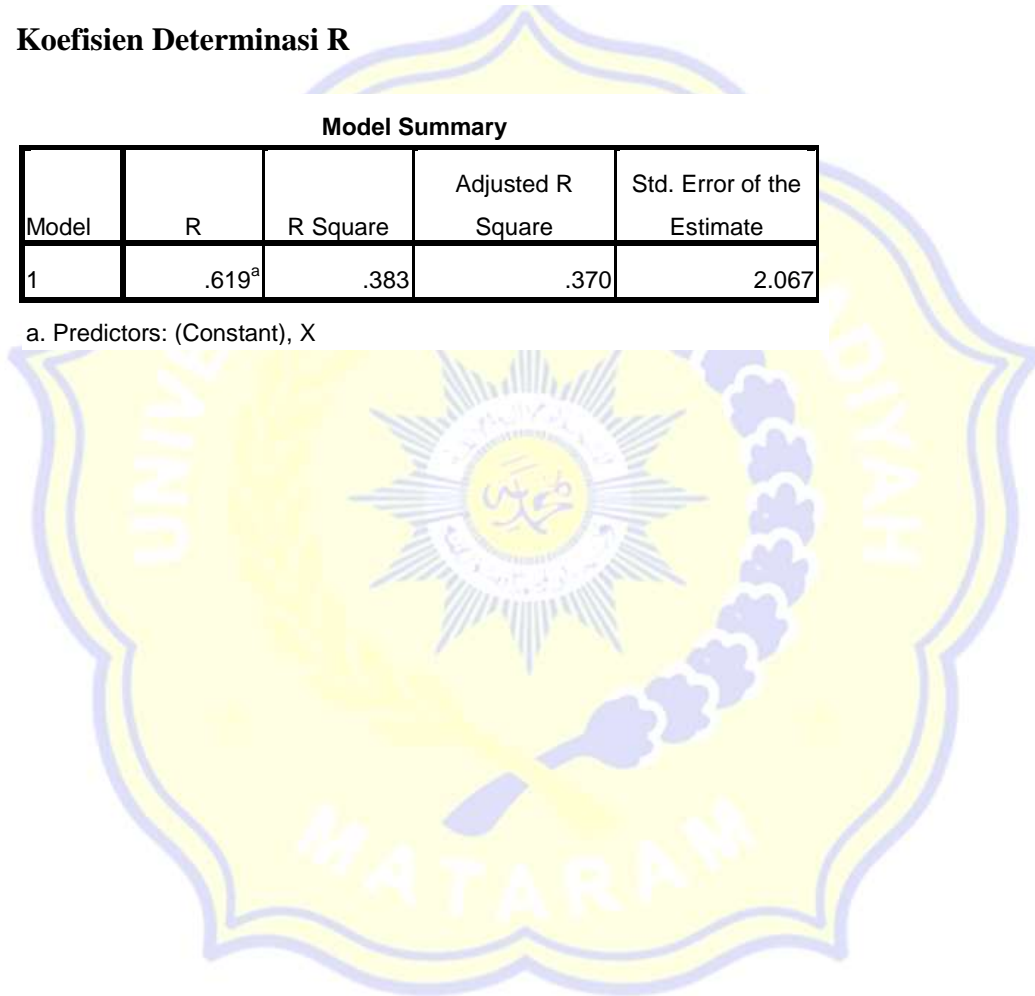 Koefisien Determinasi R
Model Summary
Model R R Square Adjusted R Square Std. Error of the Estimate
1 .619a .383 .370 2.067
a. Predictors: (Constant), X
MATARAM